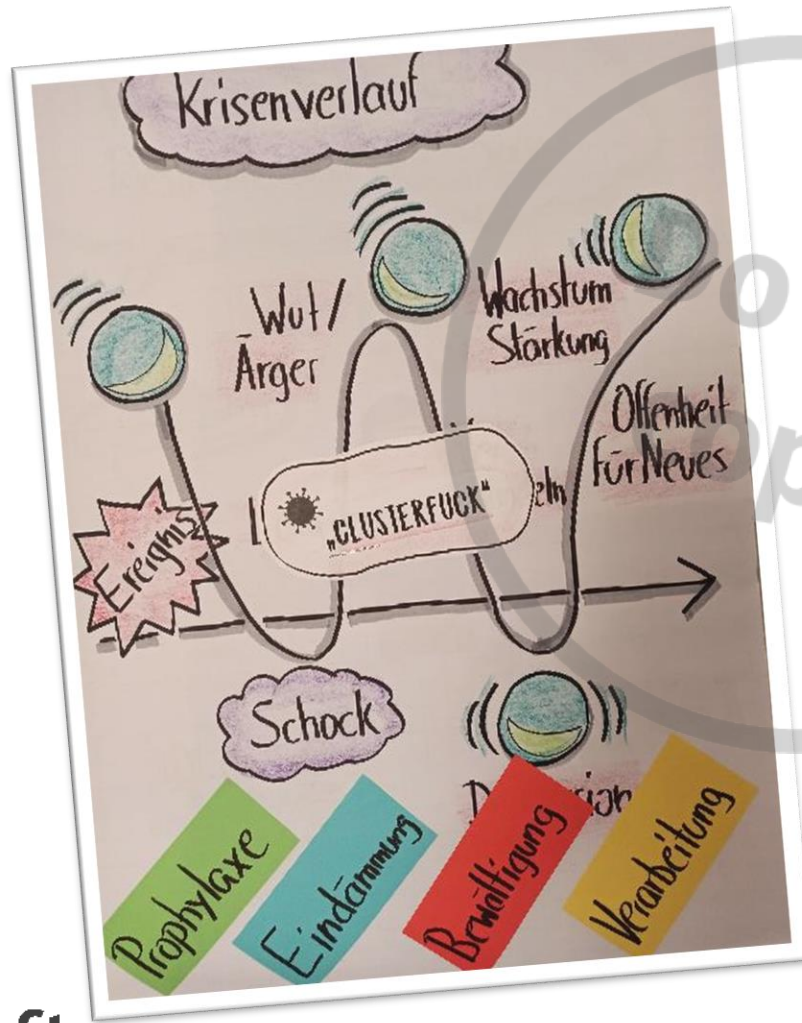 Krisenverlauf
Wut/
Ärger
Wachstum
Stärkung
Offenheit
für Neues
Ereignis
„CLUSTERFUCK“
Schock
Prophylaxe
Eindämmung
Bewältigung
Verarbeitung